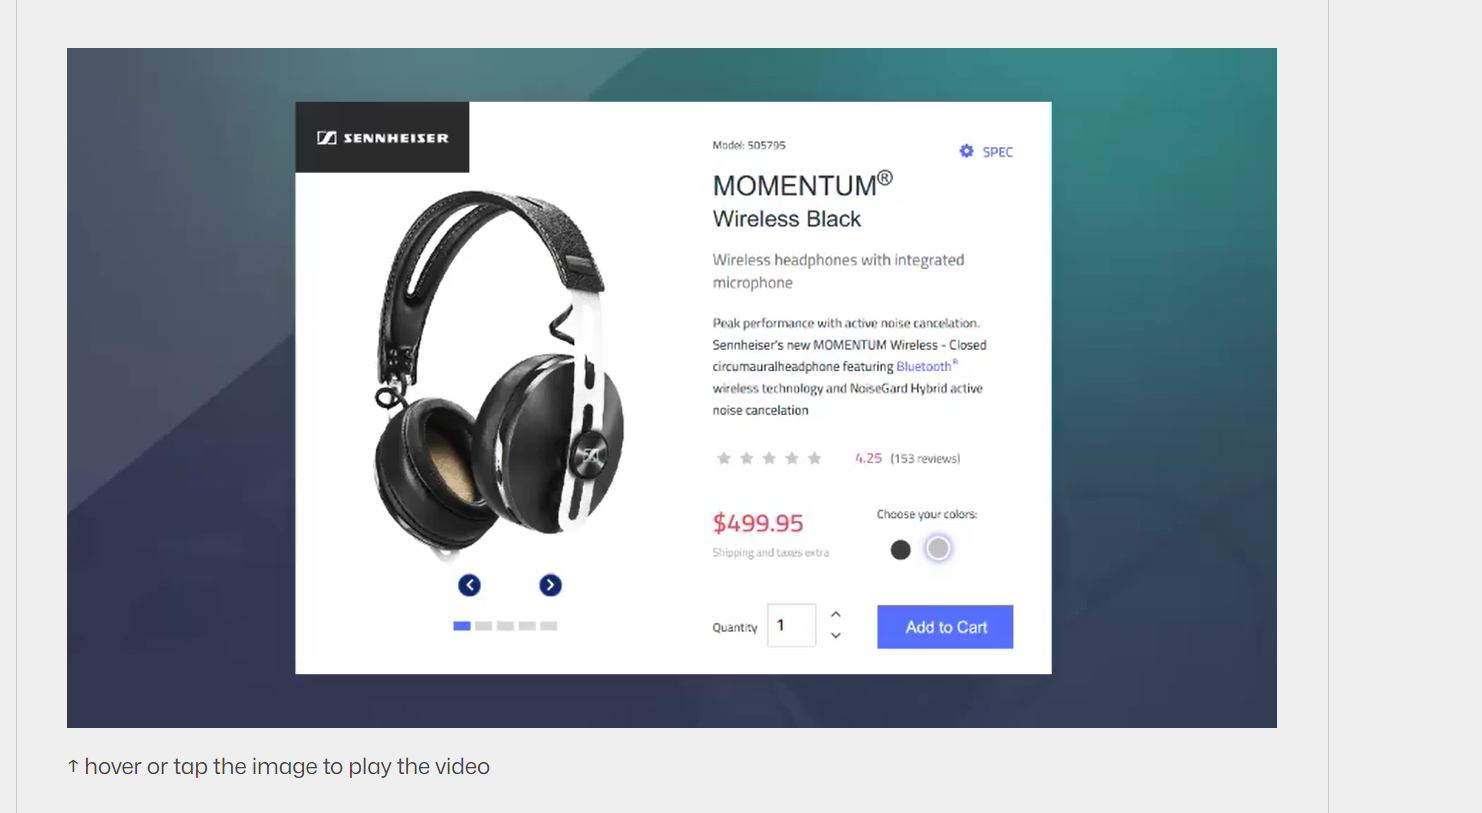 SENNHEISER
Model: 505795
SPEC
MOMENTUM®
Wireless Black
Wireless headphones with integrated
microphone
Peak performance with active noise cancelation.
Sennheiser's new MOMENTUM Wireless - Closed
circumauralheadphone featuring Bluetooth®
wireless technology and NoiseGard Hybrid active
noise cancelation
4.25 (153 reviews)
$499.95
Shipping and taxes extra
Choose your colors:
Quantity
1
Add to Cart
↑ hover or tap the image to play the video